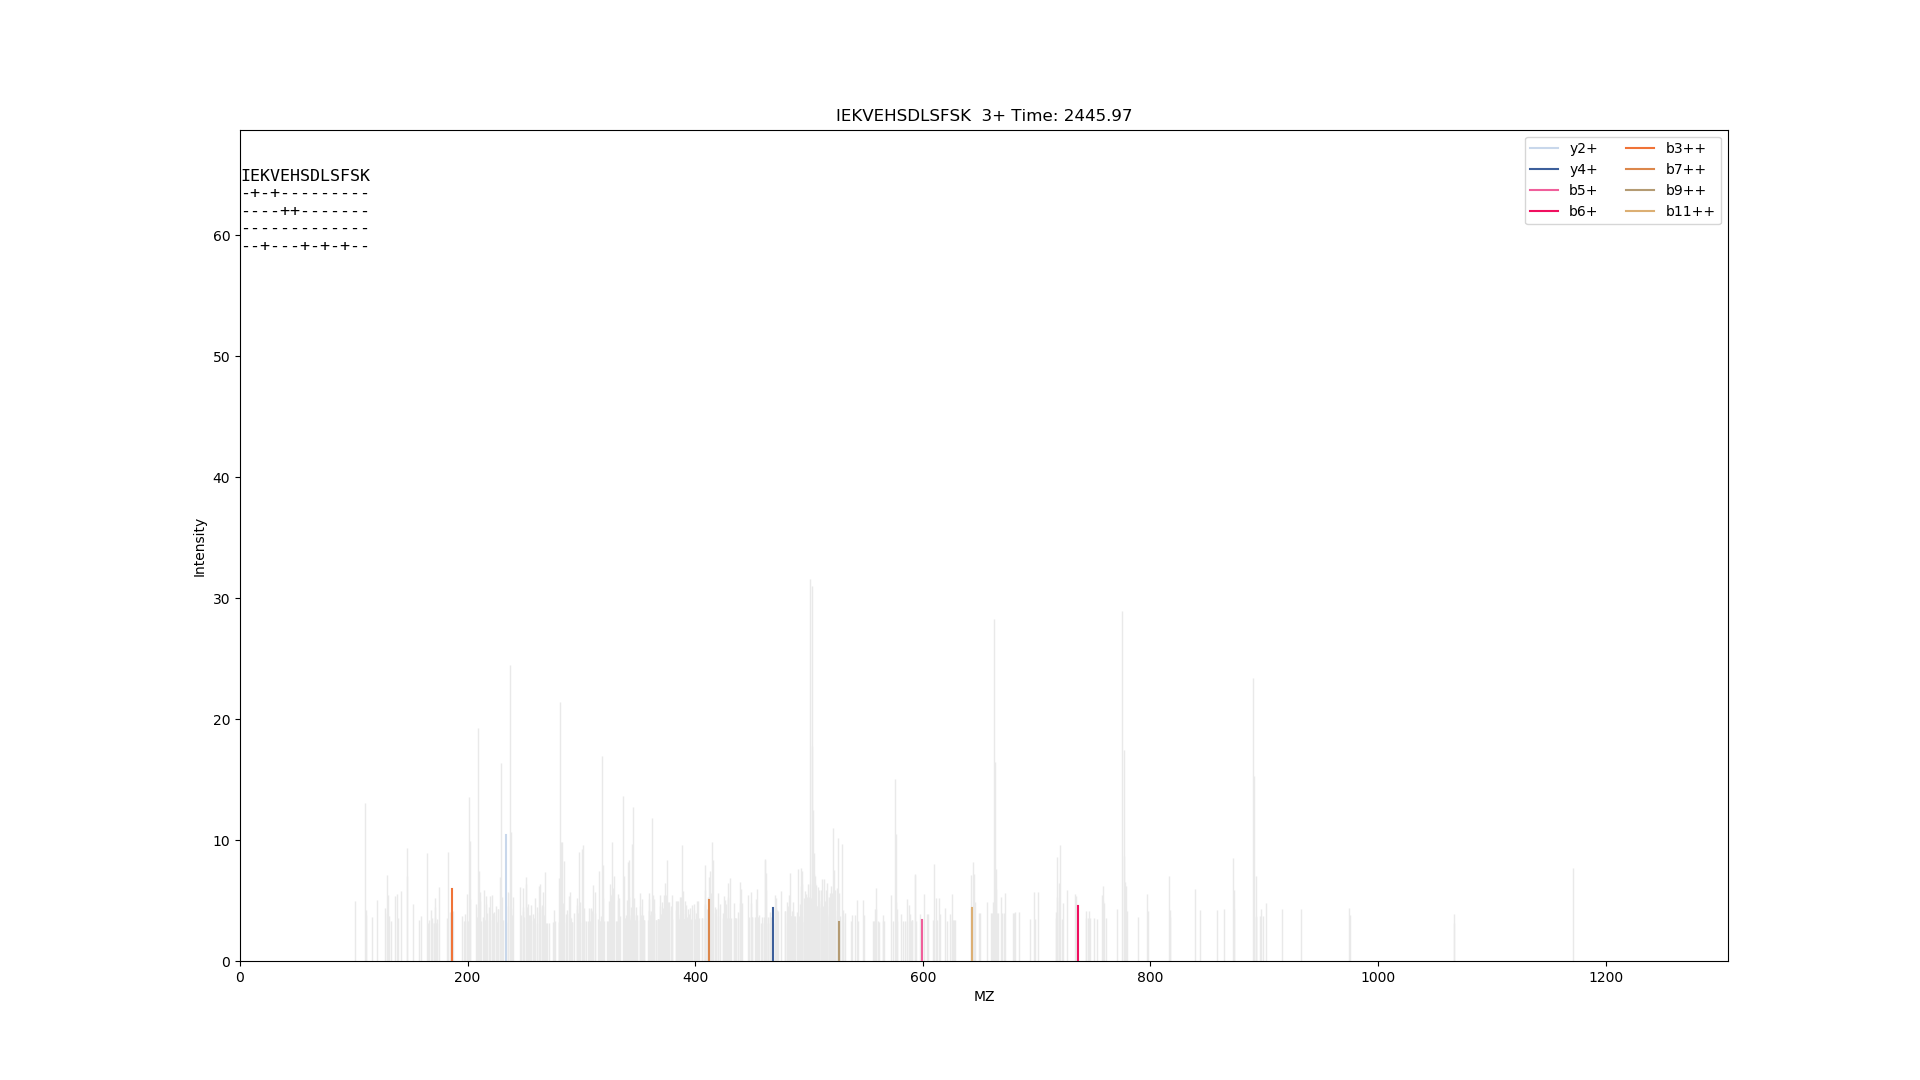 IEKVEHSDLSFSK  3+ Time: 2445.97
IEKVEHSDLSFSK
-+-+---------
----++-------
-------------
--+---+-+-+--
y2+
y4+
b5+
b6+
b3++
b7++
b9++
b11++
60
50
40
30
20
10
0
Intensity
0 200 400 600 800 1000 1200
MZ